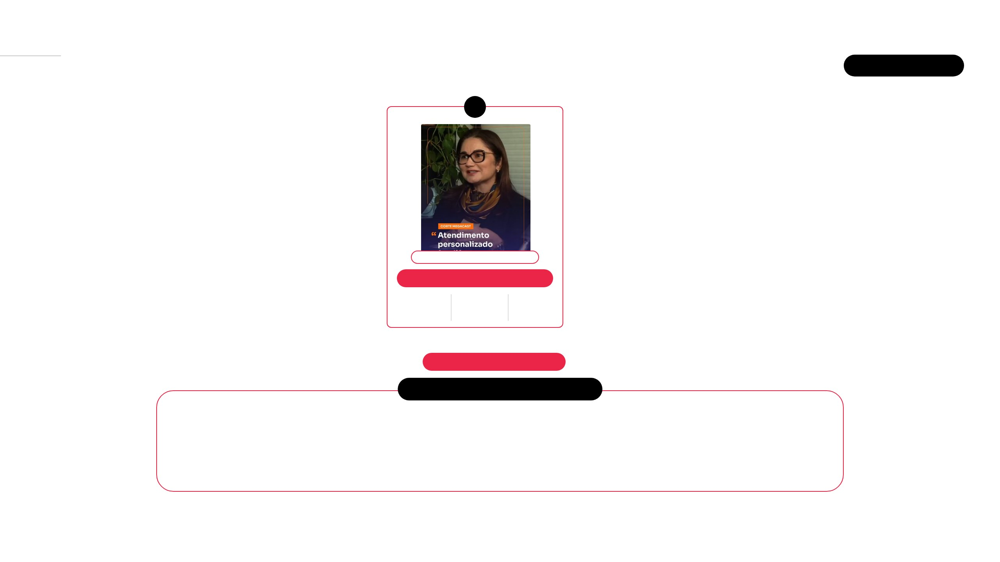 CORTE MEGACAST
“ Atendimento
personalizado